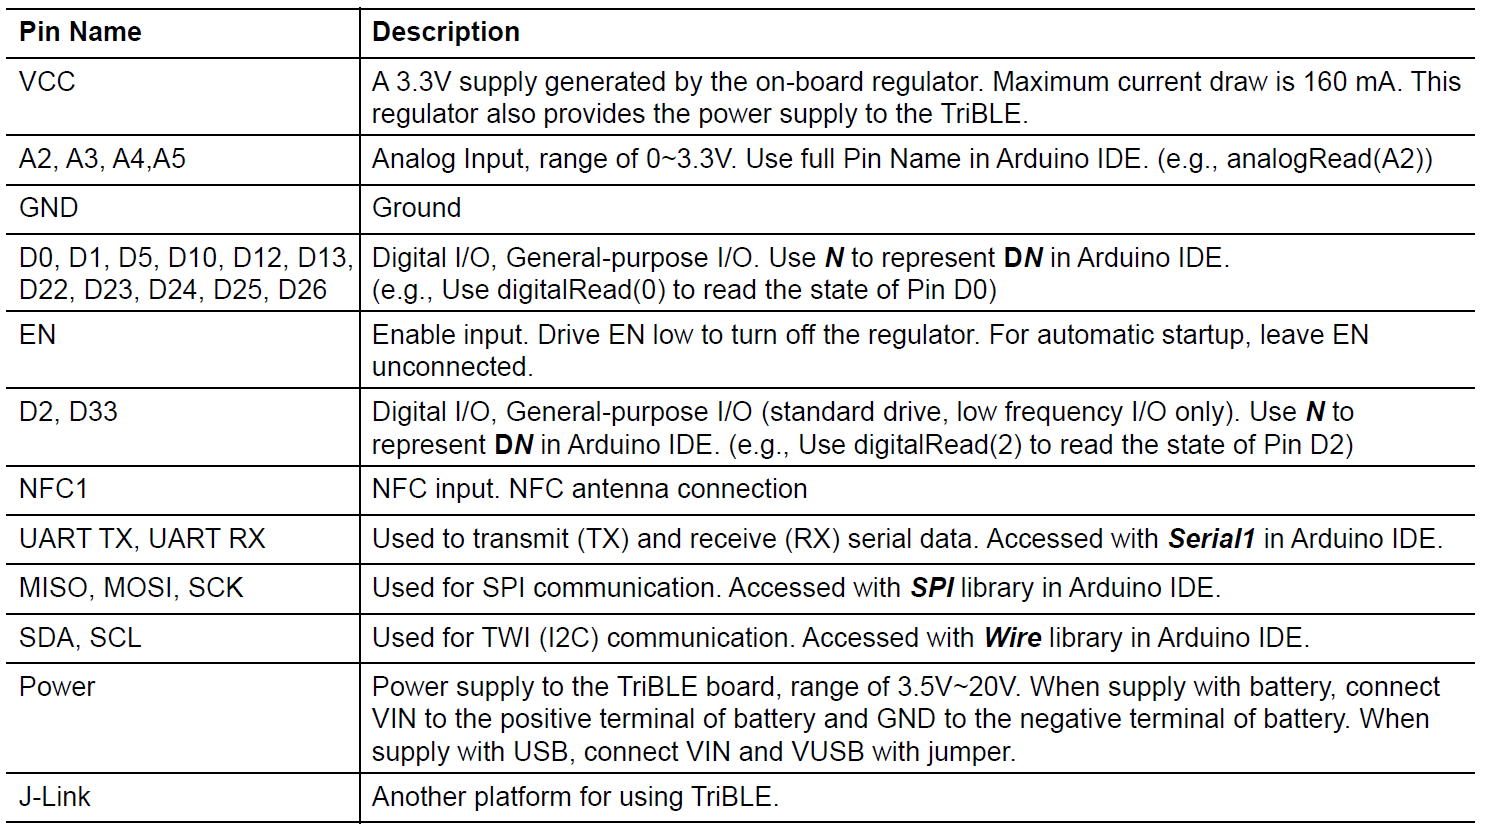 Pin Name Description
VCC A 3.3V supply generated by the on-board regulator. Maximum current draw is 160 mA. This
regulator also provides the power supply to the TriBLE.
A2, A3, A4,A5 Analog Input, range of 0~3.3V. Use full Pin Name in Arduino IDE. (e.g., analogRead(A2))
GND Ground
D0, D1, D5, D10, D12, D13, Digital I/O, General-purpose I/O. Use N to represent DN in Arduino IDE.
D22, D23, D24, D25, D26 (e.g., Use digitalRead(0) to read the state of Pin D0)
EN Enable input. Drive EN low to turn off the regulator. For automatic startup, leave EN
unconnected.
D2, D33 Digital I/O, General-purpose I/O (standard drive, low frequency I/O only). Use N to
represent DN in Arduino IDE. (e.g., Use digitalRead(2) to read the state of Pin D2)
NFC1 NFC input. NFC antenna connection
UART TX, UART RX Used to transmit (TX) and receive (RX) serial data. Accessed with Serial1 in Arduino IDE.
MISO, MOSI, SCK Used for SPI communication. Accessed with SPI library in Arduino IDE.
SDA, SCL Used for TWI (I2C) communication. Accessed with Wire library in Arduino IDE.
Power Power supply to the TriBLE board, range of 3.5V~20V. When supply with battery, connect
VIN to the positive terminal of battery and GND to the negative terminal of battery. When
supply with USB, connect VIN and VUSB with jumper.
J-Link Another platform for using TriBLE.